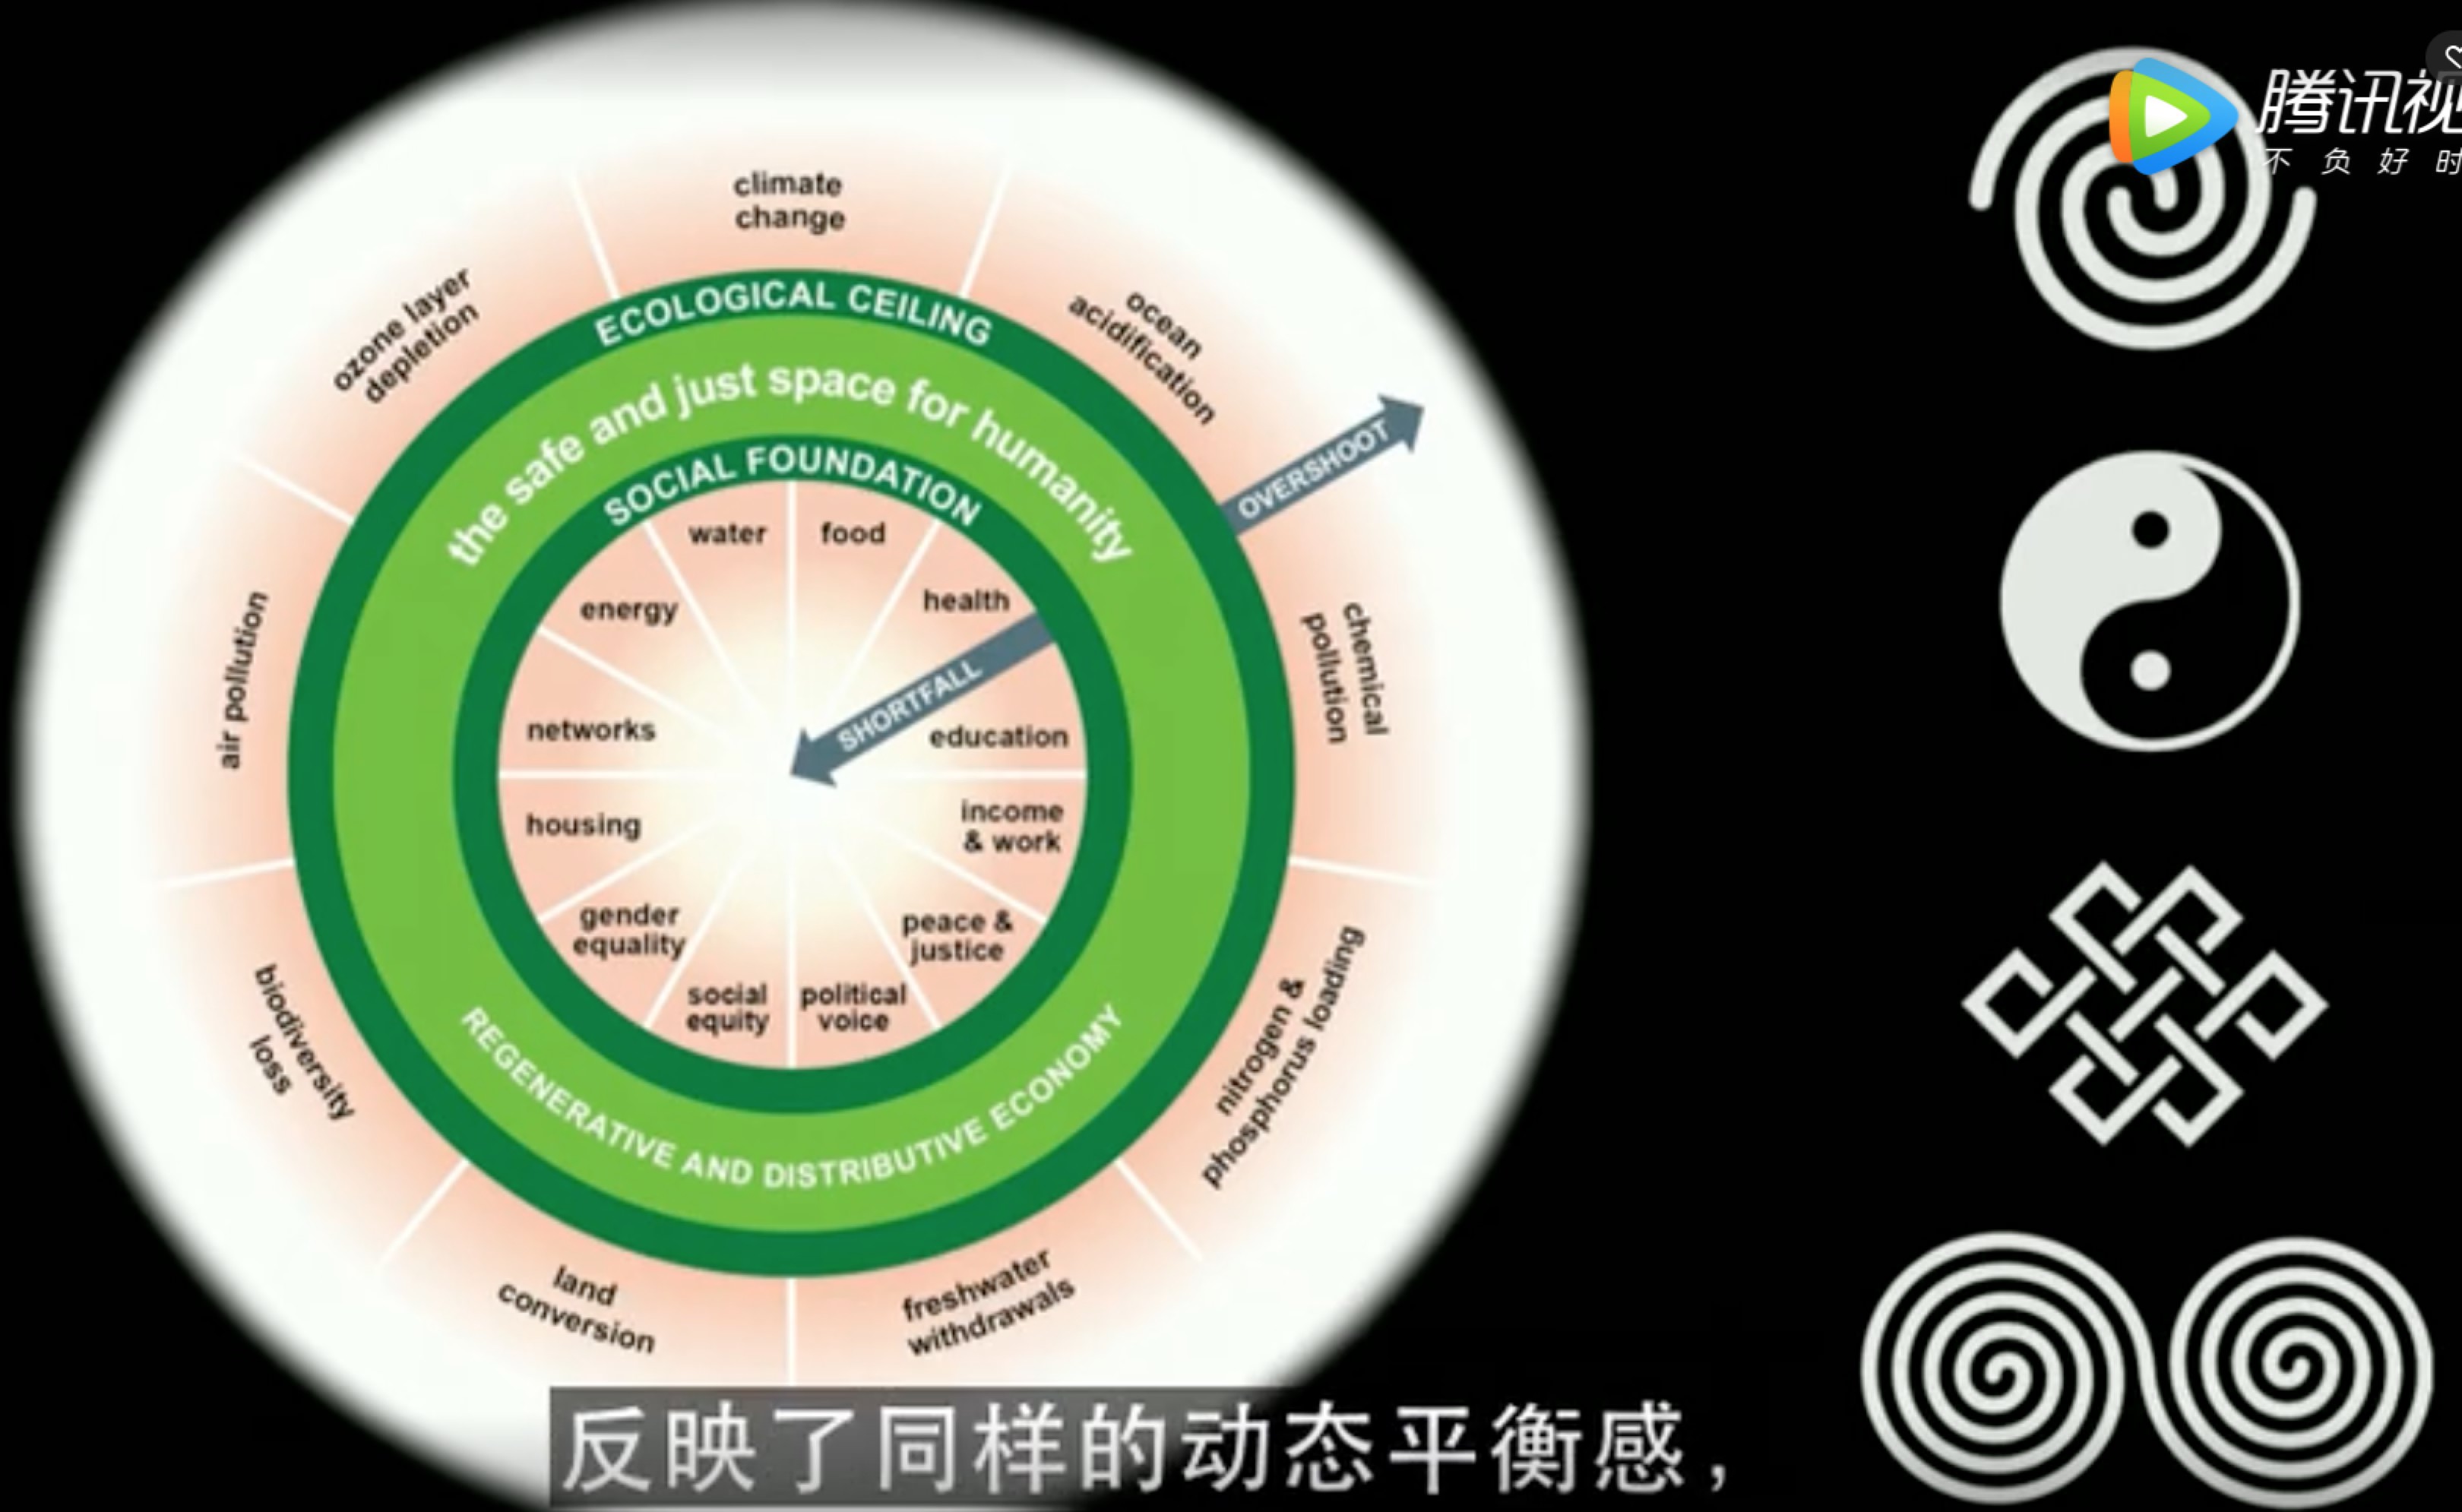 climate
change
ocean
acidification
chemical
pollution
nitrogen &
phosphorus loading
freshwater
withdrawals
land
conversion
biodiversity
loss
air pollution
ozone layer
depletion
ECOLOGICAL CEILING
the safe and just space for humanity
SOCIAL FOUNDATION
OVERSHOOT
SHORTFALL
water
food
health
education
income
& work
peace &
justice
political
voice
social
equity
gender
equality
housing
networks
energy
REGENERATIVE AND DISTRIBUTIVE ECONOMY
腾讯视
不负好时
反映了同样的动态平衡感，